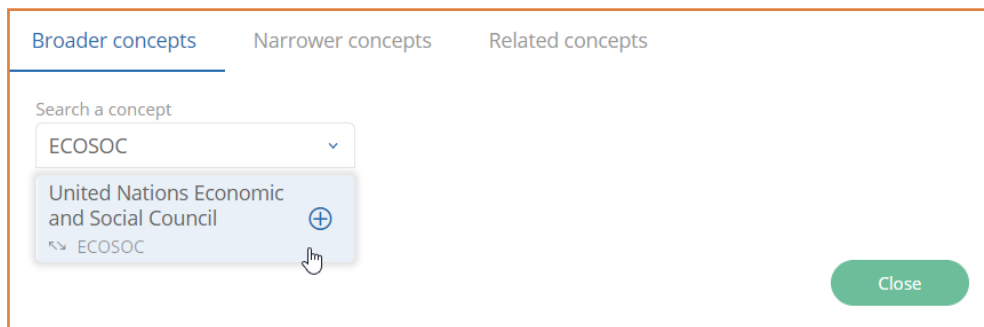 Broader concepts Narrower concepts Related concepts
Search a concept
ECOSOC
United Nations Economic
and Social Council
ECOSOC
Close